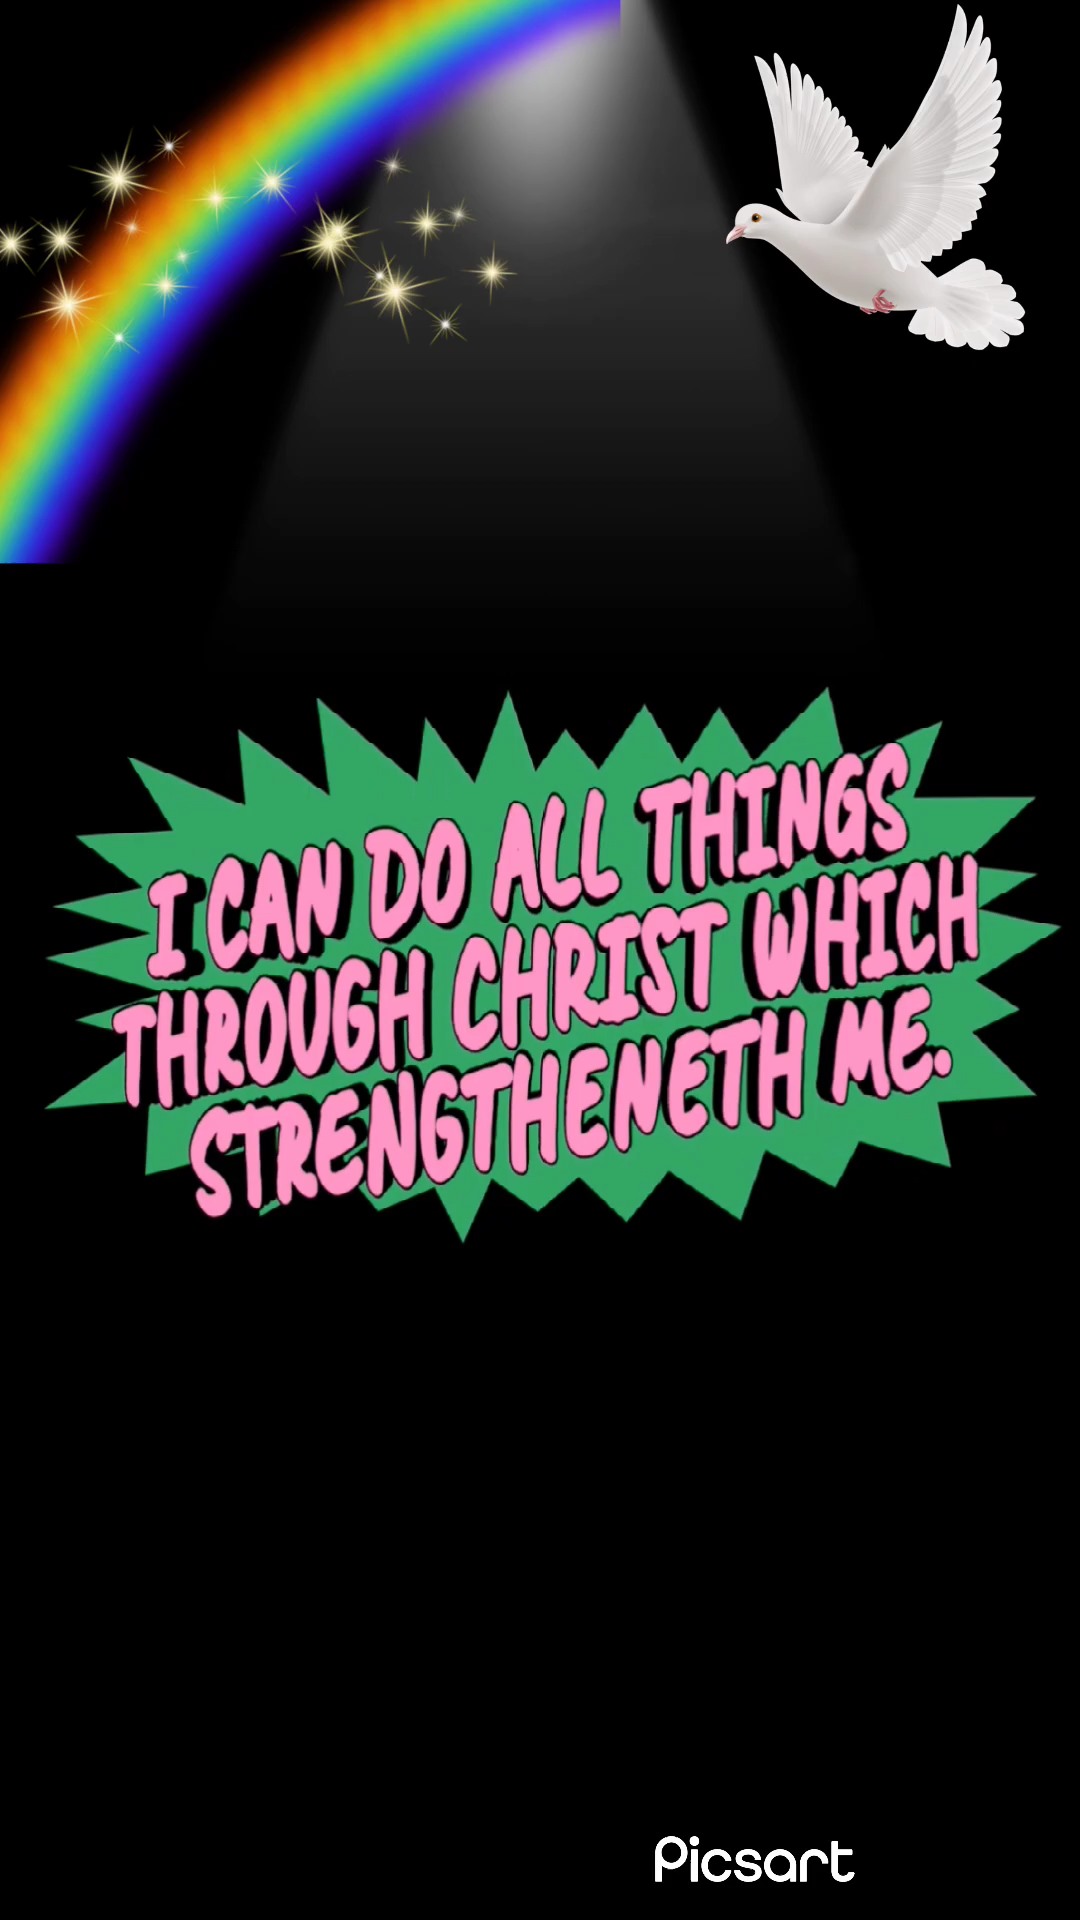 I CAN DO ALL THINGS
THROUGH CHRIST WHICH
STRENGTHENETH ME.
Picsart